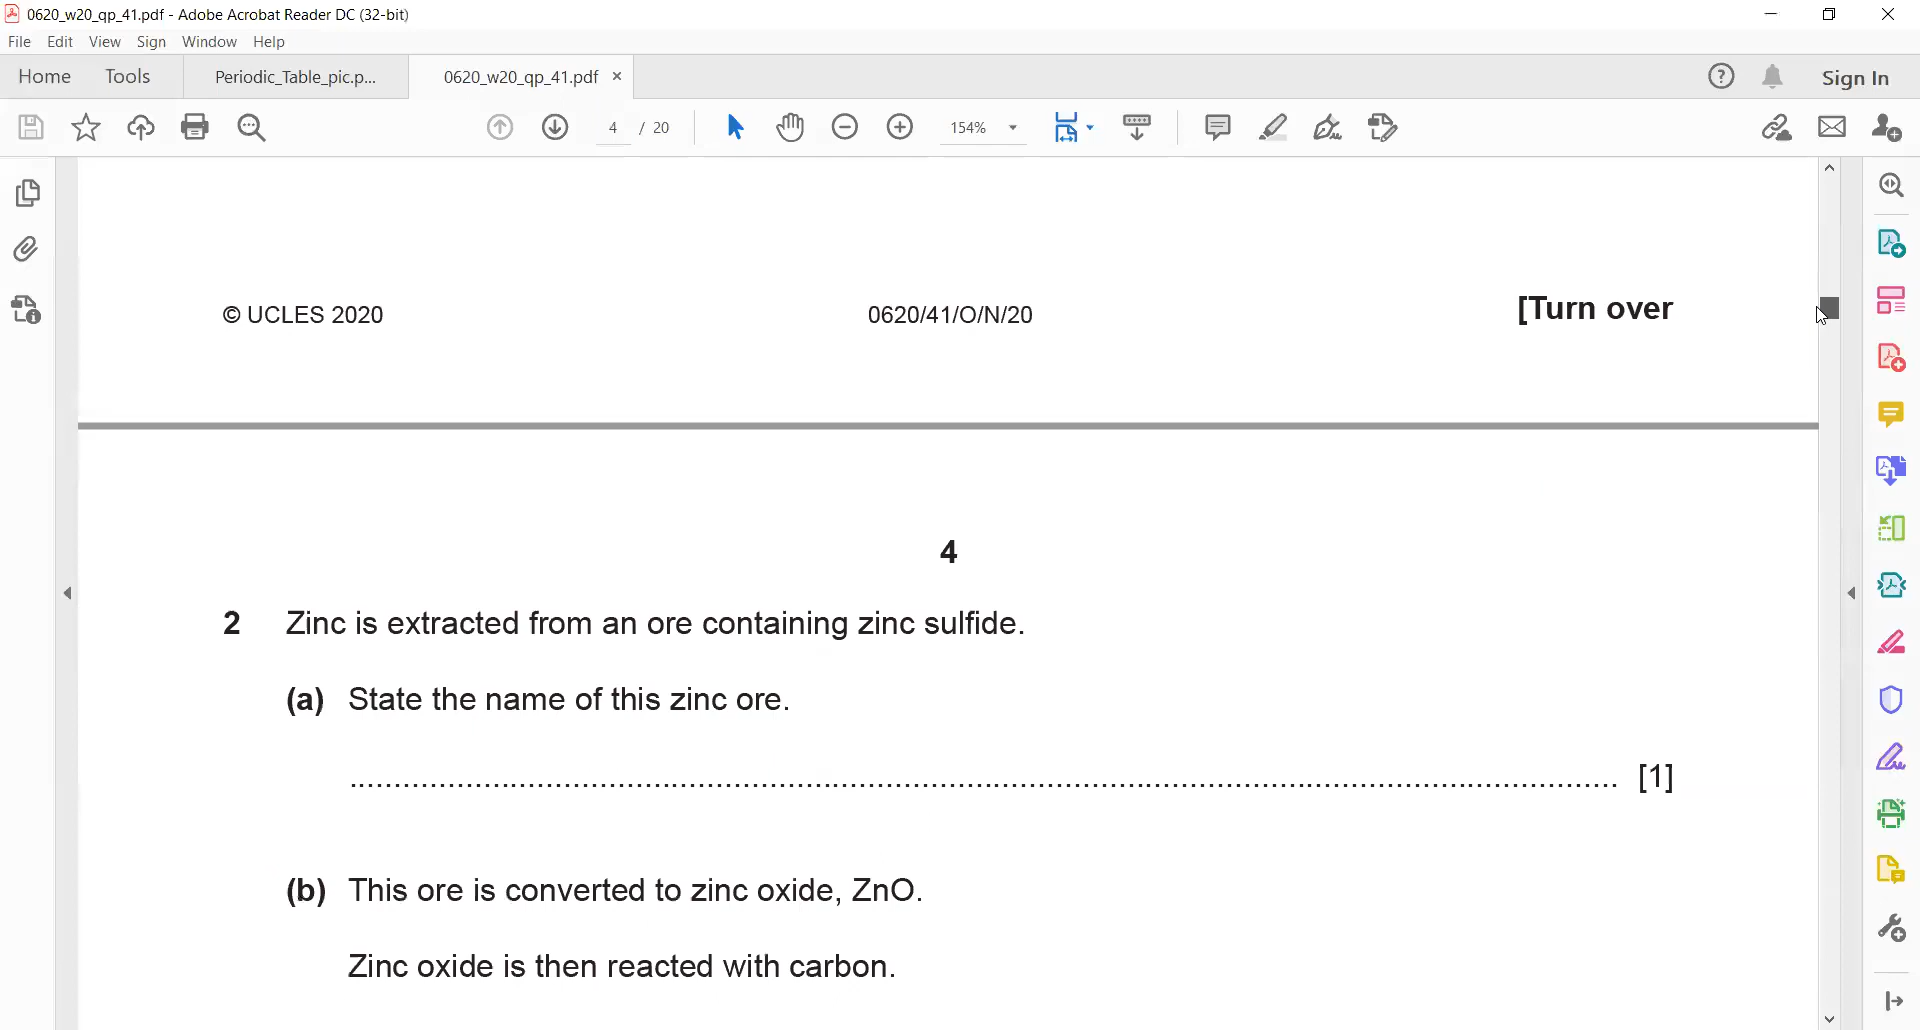 0620_w20_qp_41.pdf - Adobe Acrobat Reader DC (32-bit)
File Edit View Sign Window Help
Home Tools Periodic_Table_pic.p... 0620_w20_qp_41.pdf × Sign In
4 / 20 154%
© UCLES 2020 0620/41/O/N/20 [Turn over
4
2 Zinc is extracted from an ore containing zinc sulfide.
(a) State the name of this zinc ore.
.................................................................................................................................................. [1]
(b) This ore is converted to zinc oxide, ZnO.
Zinc oxide is then reacted with carbon.